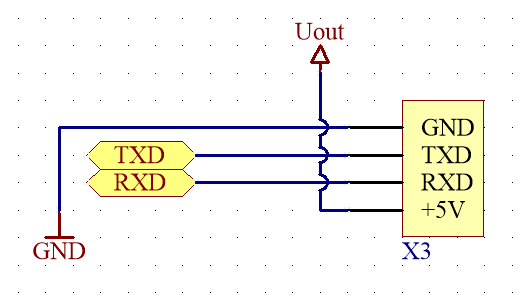 Uout
GND
TXD
TXD
RXD
RXD
+5V
GND
X3